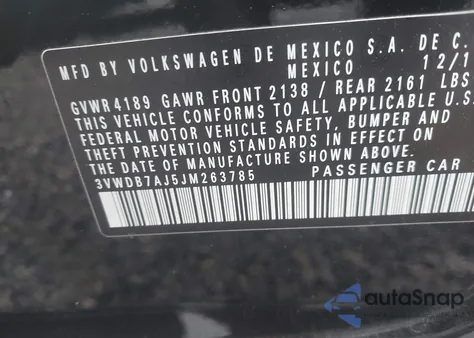 MFD BY VOLKSWAGEN DE MEXICO S.A. DE C.
MEXICO 12/1
GVWR 4189 GAWR FRONT 2138 / REAR 2161 LBS
THIS VEHICLE CONFORMS TO ALL APPLICABLE U.S.
FEDERAL MOTOR VEHICLE SAFETY, BUMPER AND
THEFT PREVENTION STANDARDS IN EFFECT ON
THE DATE OF MANUFACTURE SHOWN ABOVE.
3VWDB7AJ5JM263785 PASSENGER CAR
autoSnap